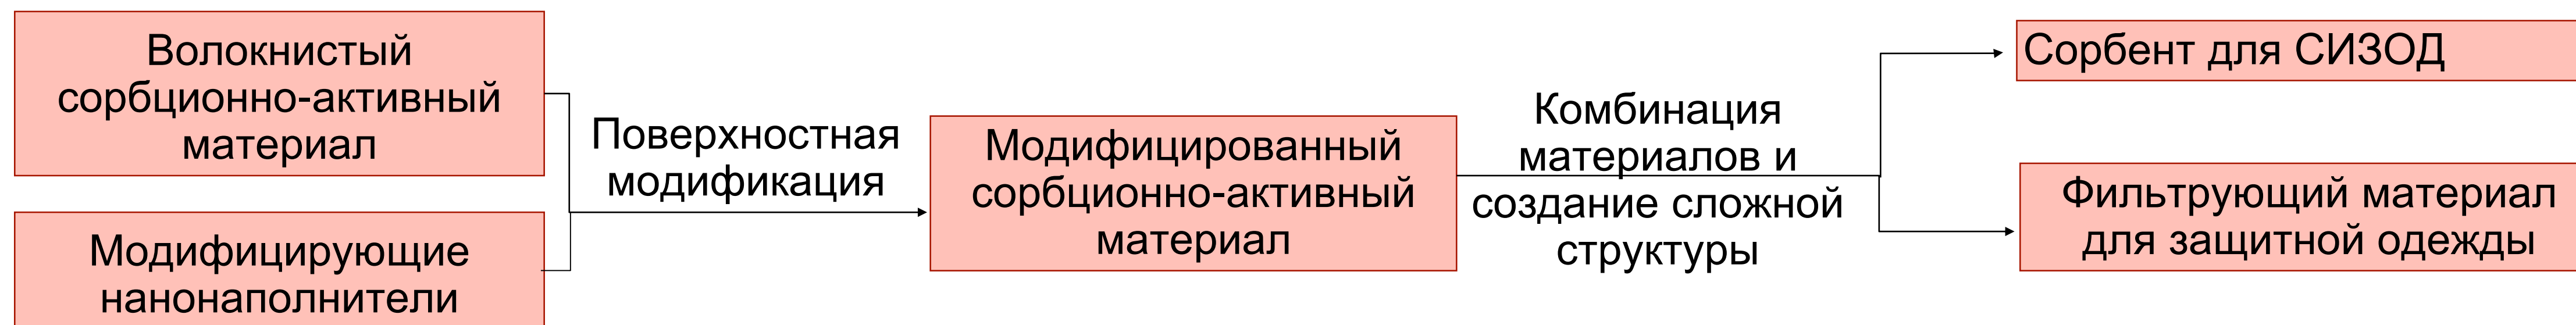 Волокнистый
сорбционно-активный
материал
Модифицирующие
нанонаполнители
Поверхностная
модификация
Модифицированный
сорбционно-активный
материал
Комбинация
материалов и
создание сложной
структуры
Сорбент для СИЗОД
Фильтрующий материал
для защитной одежды